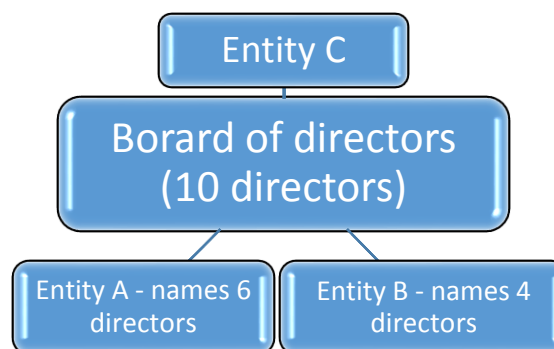 Entity C
Borard of directors
(10 directors)
Entity A - names 6
directors
Entity B - names 4
directors